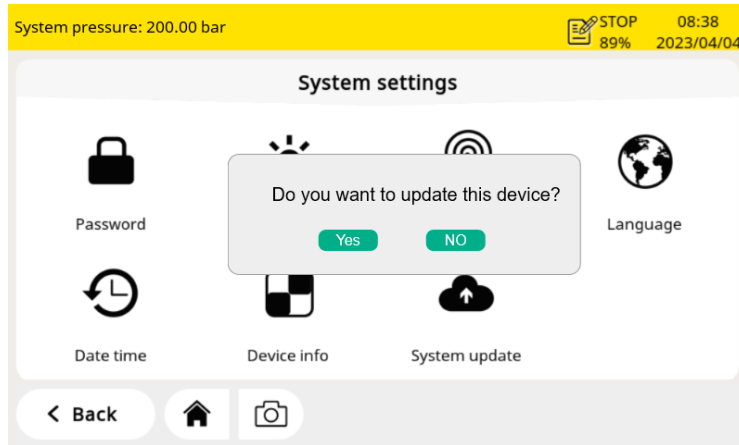 System pressure: 200.00 bar
STOP 08:38
89% 2023/04/04
System settings
Do you want to update this device?
Yes NO
Password
Language
Date time
Device info
System update
Back